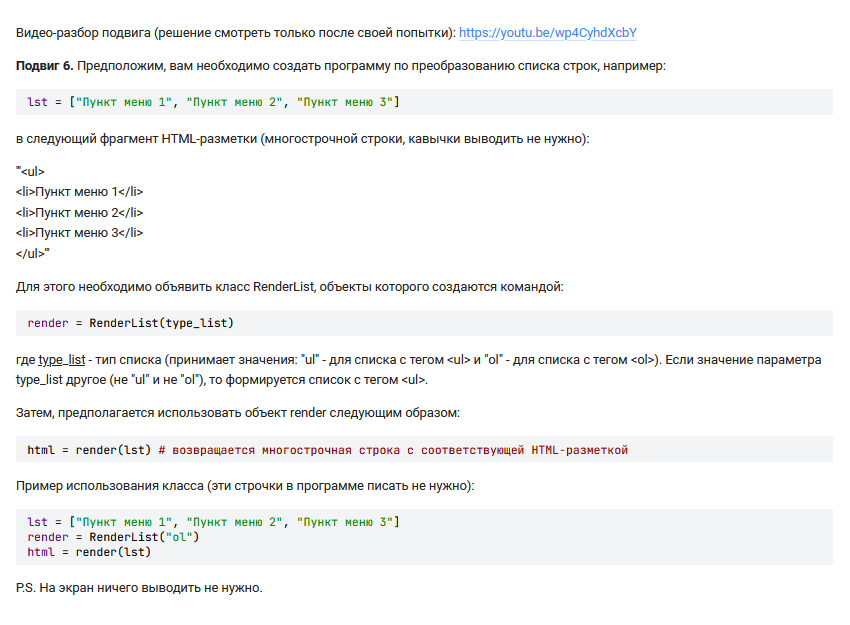 Видео-разбор подвига (решение смотреть только после своей попытки): https://youtu.be/wp4CyhdXcbY
Подвиг 6. Предположим, вам необходимо создать программу по преобразованию списка строк, например:
lst = ["Пункт меню 1", "Пункт меню 2", "Пункт меню 3"]
в следующий фрагмент HTML-разметки (многострочной строки, кавычки выводить не нужно):
'''<ul>
<li>Пункт меню 1</li>
<li>Пункт меню 2</li>
<li>Пункт меню 3</li>
</ul>'''
Для этого необходимо объявить класс RenderList, объекты которого создаются командой:
render = RenderList(type_list)
где type_list - тип списка (принимает значения: "ul" - для списка с тегом <ul> и "ol" - для списка с тегом <ol>). Если значение параметра
type_list другое (не "ul" и не "ol"), то формируется список с тегом <ul>.
Затем, предполагается использовать объект render следующим образом:
html = render(lst) # возвращается многострочная строка с соответствующей HTML-разметкой
Пример использования класса (эти строчки в программе писать не нужно):
lst = ["Пункт меню 1", "Пункт меню 2", "Пункт меню 3"]
render = RenderList("ol")
html = render(lst)
P.S. На экран ничего выводить не нужно.